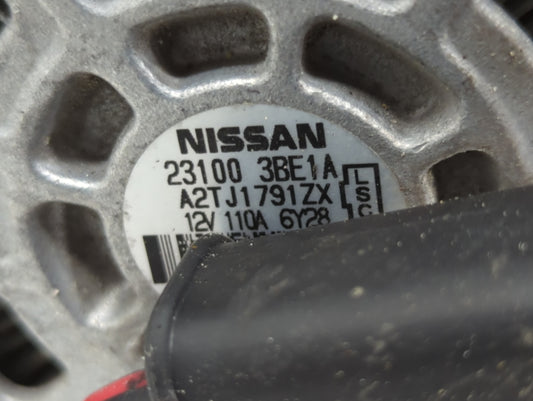 NISSAN
23100 3BE1A
A2TJ1791ZX
12V 110A 6Y28
L
S
C